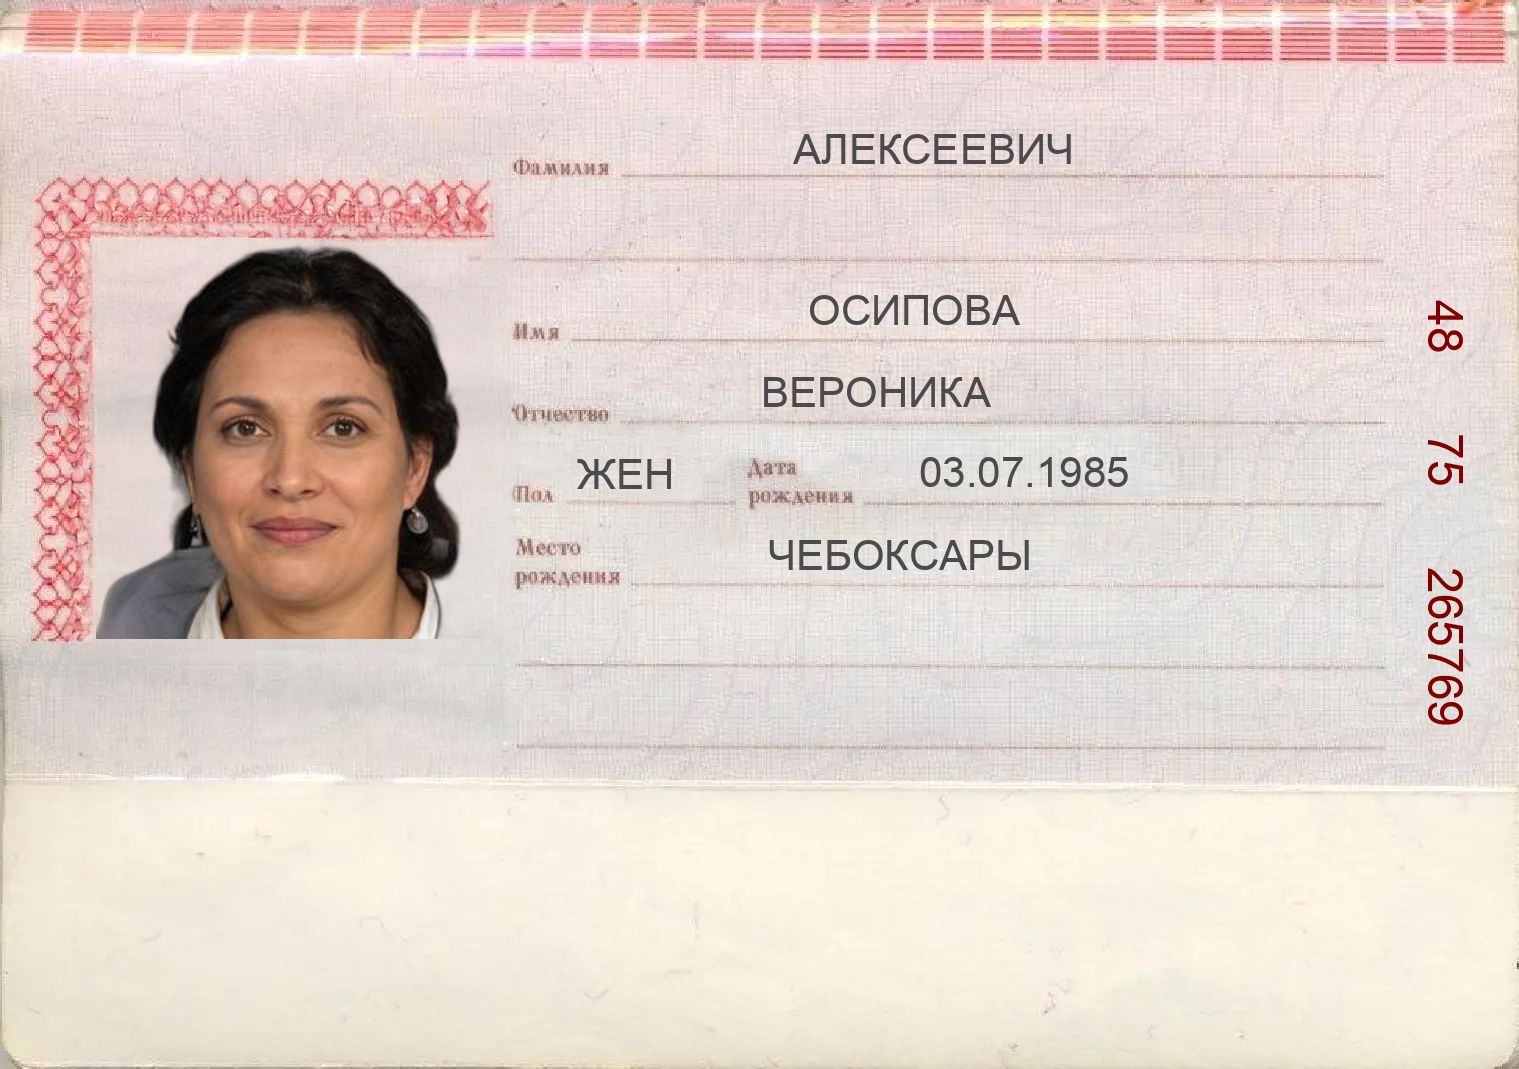 Фамилия АЛЕКСЕЕВИЧ
Имя ОСИПОВА
Отчество ВЕРОНИКА
Пол ЖЕН Дата рождения 03.07.1985
Место рождения ЧЕБОКСАРЫ
48 75 265769